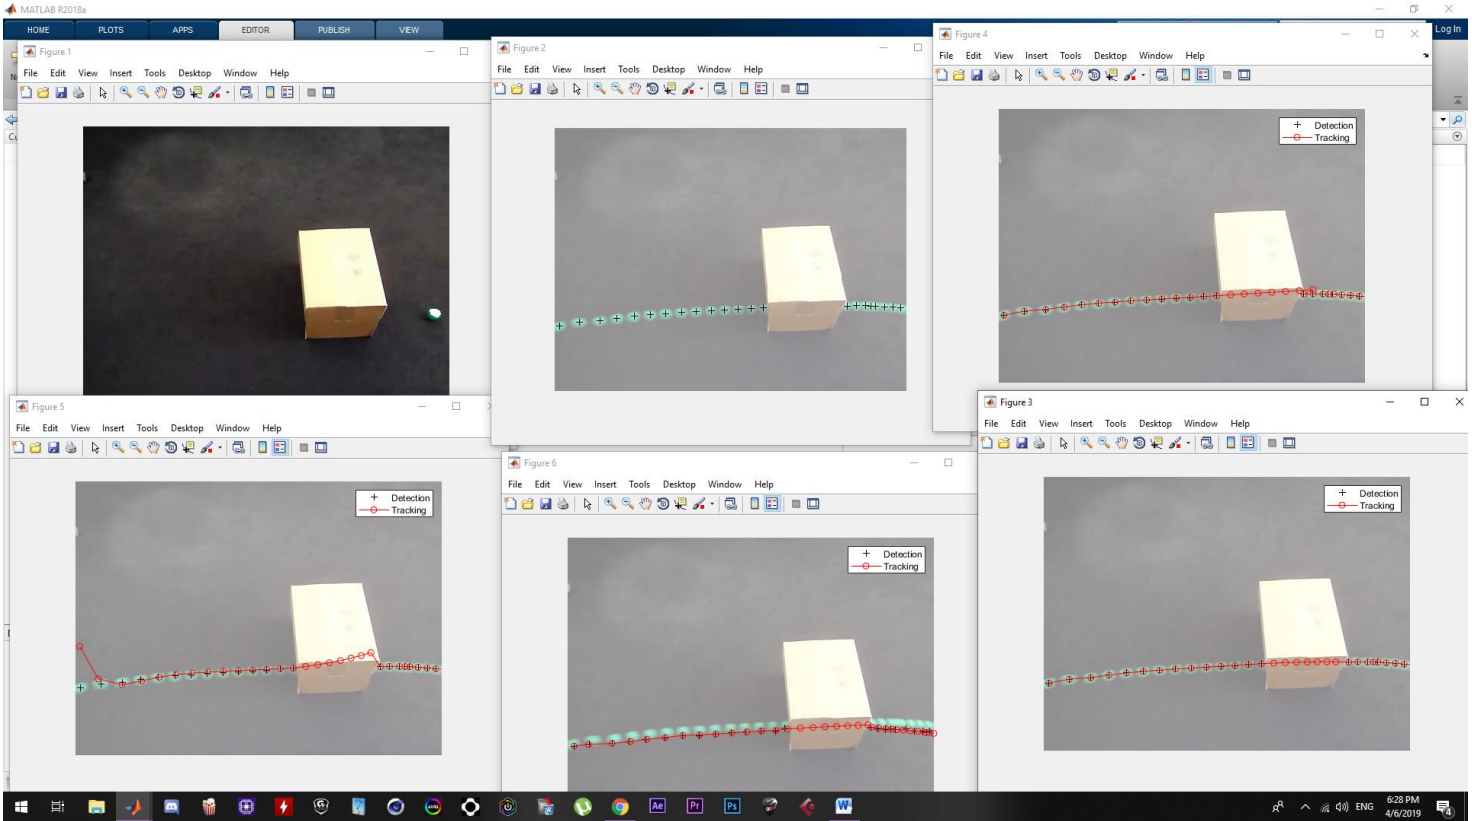 MATLAB R2018a
HOME PLOTS APPS EDITOR PUBLISH VIEW
Log In
Figure 1
File Edit View Insert Tools Desktop Window Help
Figure 2
File Edit View Insert Tools Desktop Window Help
Figure 4
File Edit View Insert Tools Desktop Window Help
Detection
Tracking
Figure 5
File Edit View Insert Tools Desktop Window Help
Detection
Tracking
Figure 6
File Edit View Insert Tools Desktop Window Help
Detection
Tracking
Figure 3
File Edit View Insert Tools Desktop Window Help
Detection
Tracking
Ae Pr Ps W
ENG
6:28 PM
4/6/2019
4